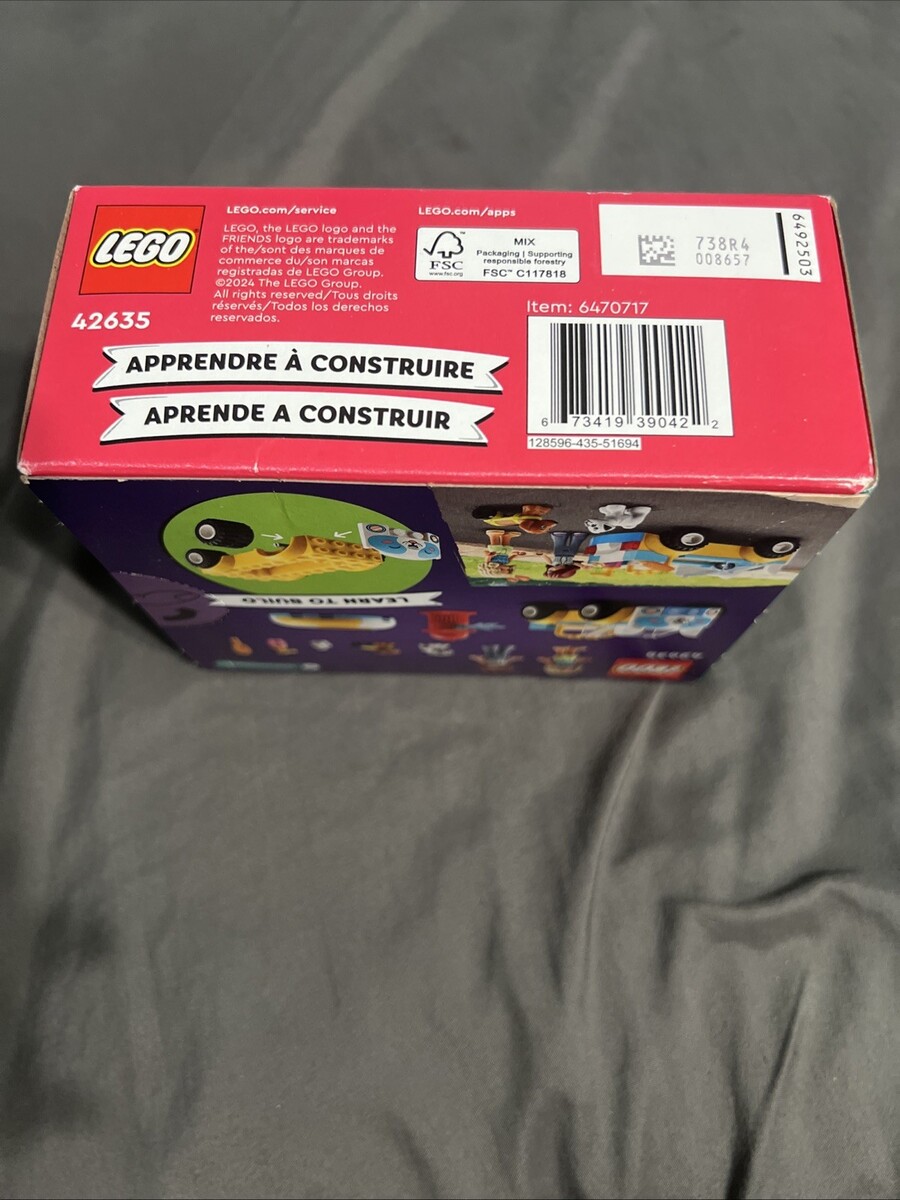 LEGO
42635
LEGO.com/service
LEGO, the LEGO logo and the
FRIENDS logo are trademarks
of the/sont des marques de
commerce du/son marcas
registradas de LEGO Group.
©2024 The LEGO Group.
All rights reserved/Tous droits
réservés/Todos los derechos
reservados.
LEGO.com/apps
FSC™
www.fsc.org
MIX
Packaging | Supporting
responsible forestry
FSC™ C117818
738R4
008657
6492503
APPRENDRE À CONSTRUIRE
APRENDE A CONSTRUIR
Item: 6470717
6 73419 39042 2
128596-435-51694
LEARN TO BUILD
LEGO